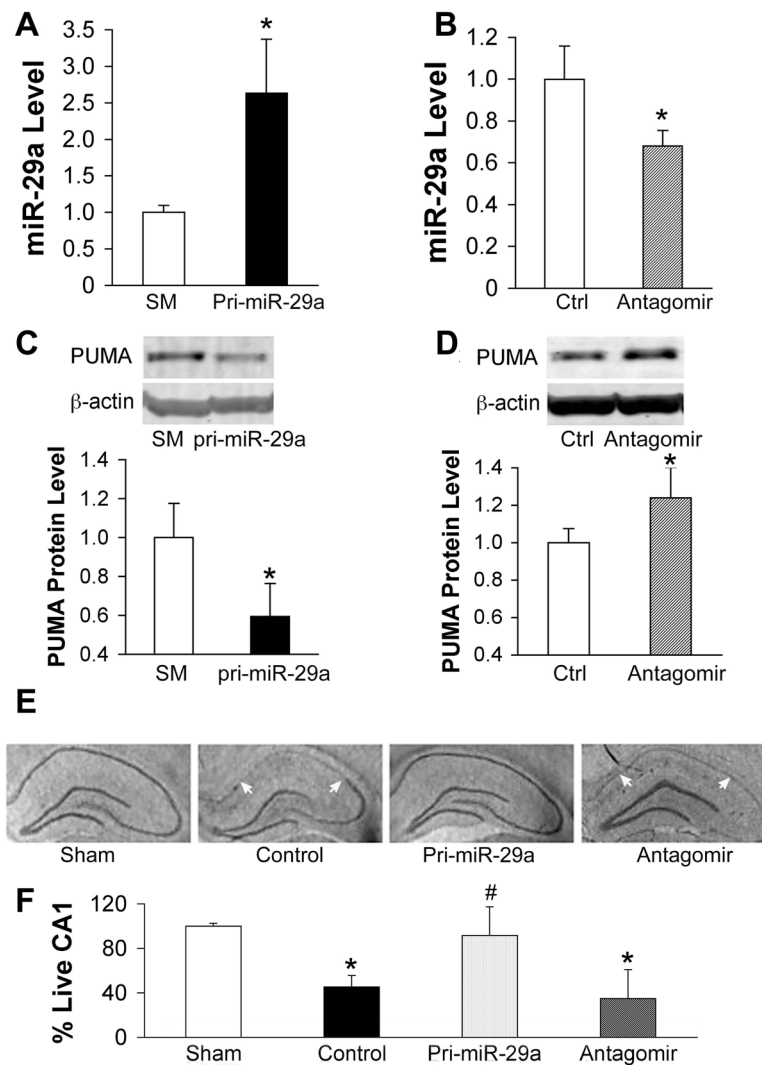 A
miR-29a Level
3.5
3.0
2.5
2.0
1.5
1.0
0.5
0
*
SM Pri-miR-29a
B
miR-29a Level
1.2
1.0
0.8
0.6
0.4
0.2
0
*
Ctrl Antagomir
C
PUMA
β-actin
SM pri-miR-29a
PUMA Protein Level
1.4
1.2
1.0
0.8
0.6
0.4
*
SM pri-miR-29a
D
PUMA
β-actin
Ctrl Antagomir
PUMA Protein Level
1.4
1.2
1.0
0.8
0.6
0.4
*
Ctrl Antagomir
E
Sham Control Pri-miR-29a Antagomir
F
% Live CA1
120
80
40
0
* # *
Sham Control Pri-miR-29a Antagomir